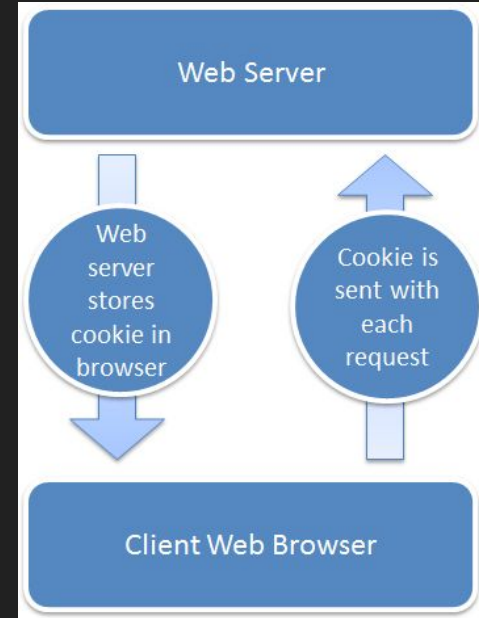 Web Server
Web
server
stores
cookie in
browser
Cookie is
sent with
each
request
Client Web Browser